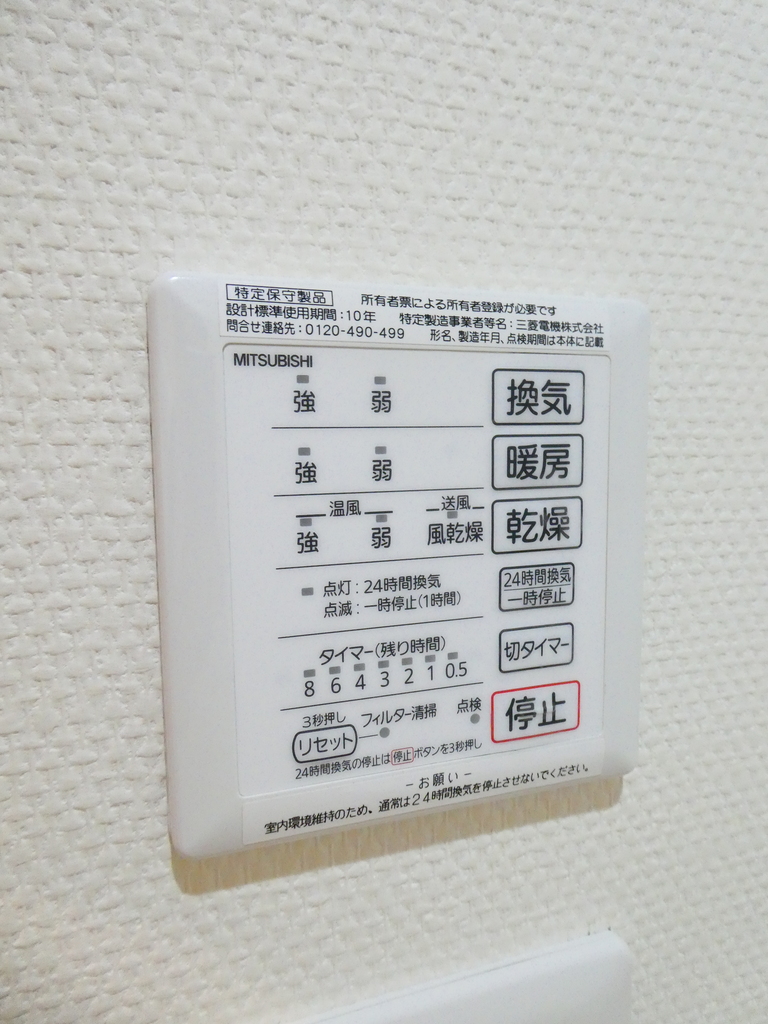 特定保守製品 所有者票による所有者登録が必要です
設計標準使用期間：10年 特定製造事業者等名：三菱電機株式会社
問合せ連絡先：0120-490-499 形名、製造年月、点検期間は本体に記載
MITSUBISHI
強 弱 換気
強 弱 暖房
温風 送風
強 弱 風乾燥 乾燥
点灯：24時間換気
点滅：一時停止(1時間)
24時間換気
一時停止
タイマー(残り時間)
8 6 4 3 2 1 0.5
切タイマー
3秒押し
リセット フィルター清掃 点検
停止
24時間換気の停止は停止ボタンを3秒押し
－お願い－
室内環境維持のため、通常は24時間換気を停止させないでください。